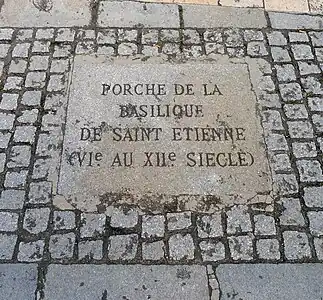 PORCHE DE LA
BASILIQUE
DE SAINT ETIENNE
(VIe AU XIIe SIECLE)